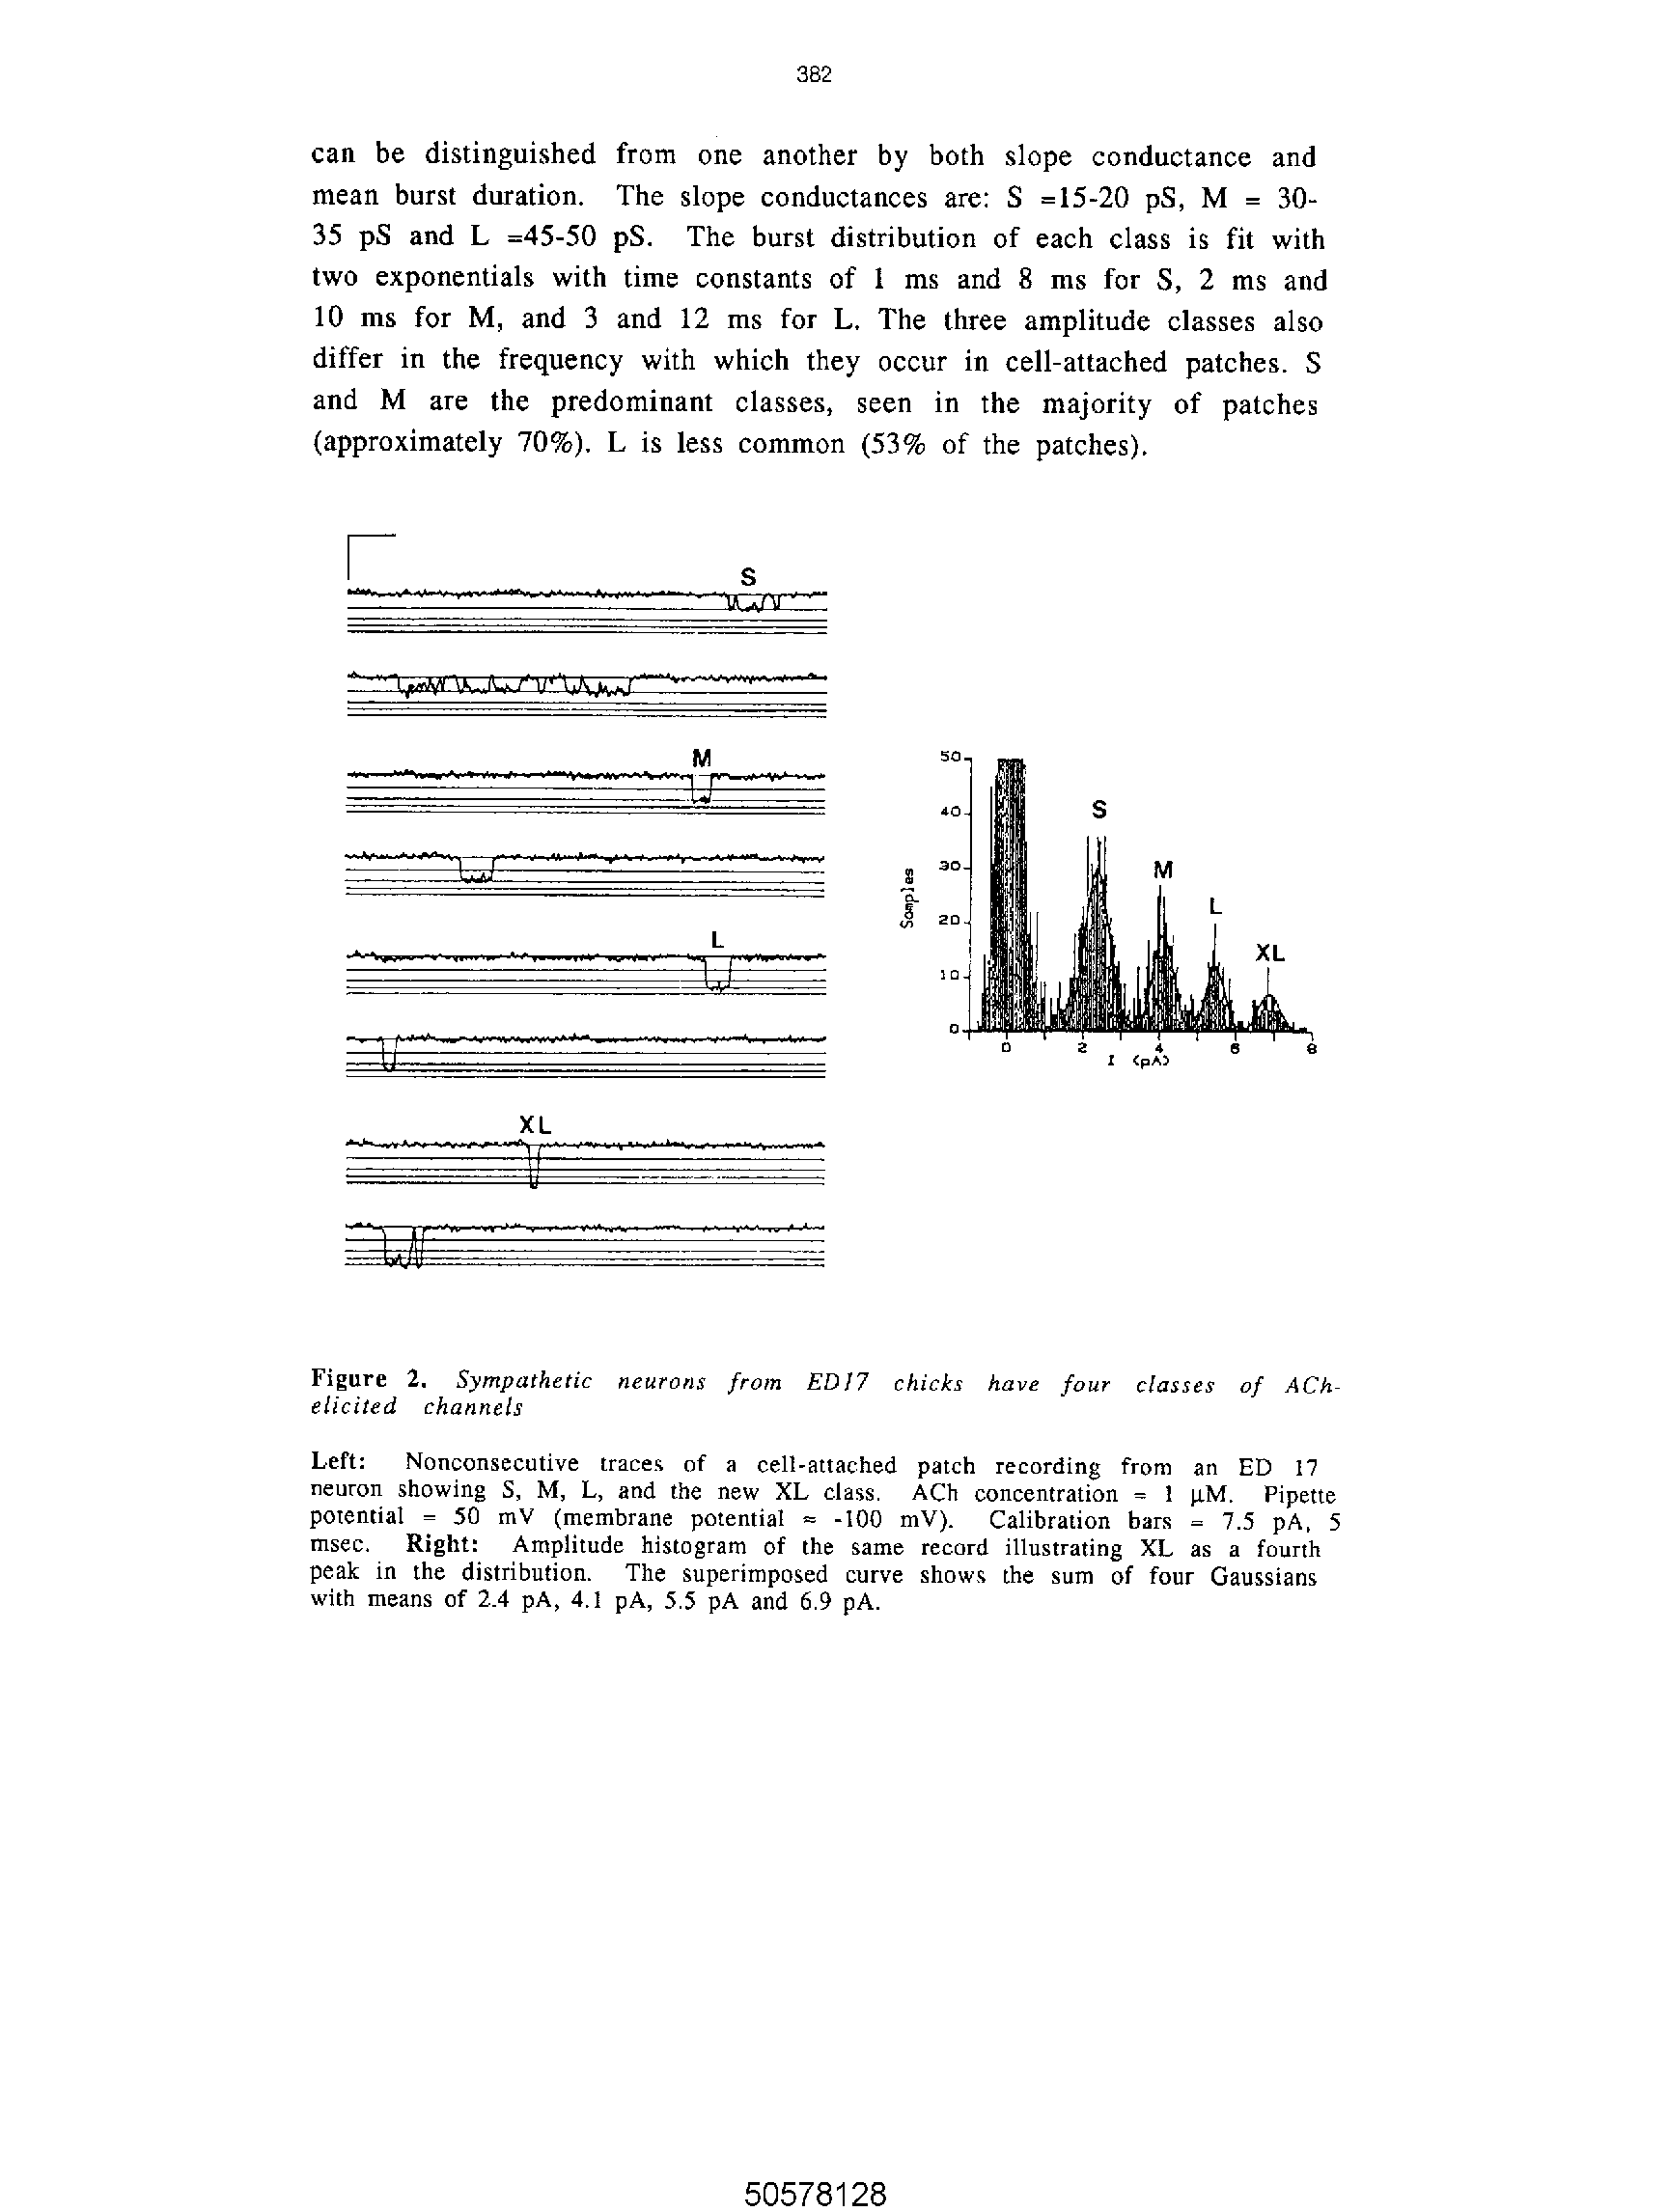 382
can be distinguished from one another by both slope conductance and
mean burst duration. The slope conductances are: S =15-20 pS, M = 30-
35 pS and L =45-50 pS. The burst distribution of each class is fit with
two exponentials with time constants of 1 ms and 8 ms for S, 2 ms and
10 ms for M, and 3 and 12 ms for L. The three amplitude classes also
differ in the frequency with which they occur in cell-attached patches. S
and M are the predominant classes, seen in the majority of patches
(approximately 70%). L is less common (53% of the patches).
S
M
L
XL
50
40
30
20
10
0
Samples
S
M
L
XL
0 2 4 6 8
I (pA)
Figure 2. Sympathetic neurons from ED17 chicks have four classes of ACh-
elicited channels
Left: Nonconsecutive traces of a cell-attached patch recording from an ED 17
neuron showing S, M, L, and the new XL class. ACh concentration = 1 µM. Pipette
potential = 50 mV (membrane potential ≈ -100 mV). Calibration bars = 7.5 pA, 5
msec. Right: Amplitude histogram of the same record illustrating XL as a fourth
peak in the distribution. The superimposed curve shows the sum of four Gaussians
with means of 2.4 pA, 4.1 pA, 5.5 pA and 6.9 pA.
50578128